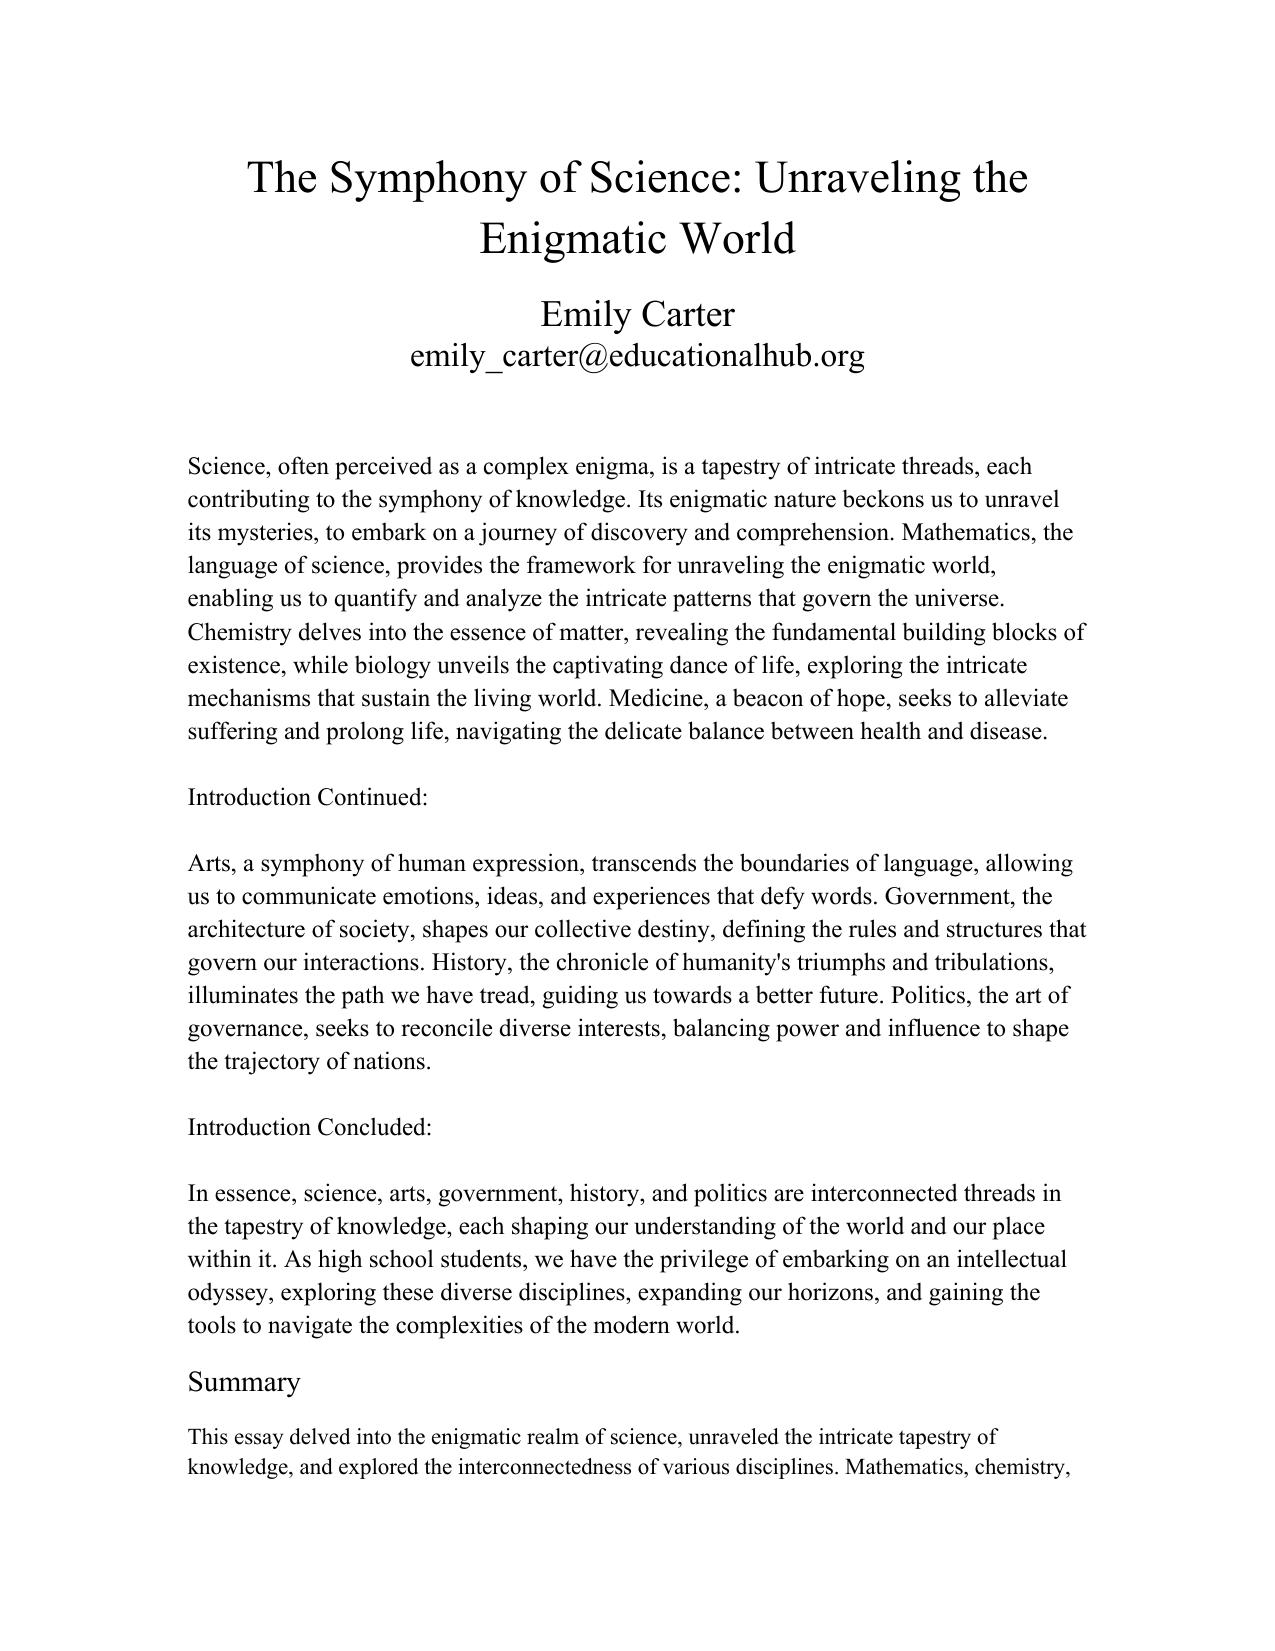 The Symphony of Science: Unraveling the
Enigmatic World
Emily Carter
emily_carter@educationalhub.org
Science, often perceived as a complex enigma, is a tapestry of intricate threads, each
contributing to the symphony of knowledge. Its enigmatic nature beckons us to unravel
its mysteries, to embark on a journey of discovery and comprehension. Mathematics, the
language of science, provides the framework for unraveling the enigmatic world,
enabling us to quantify and analyze the intricate patterns that govern the universe.
Chemistry delves into the essence of matter, revealing the fundamental building blocks of
existence, while biology unveils the captivating dance of life, exploring the intricate
mechanisms that sustain the living world. Medicine, a beacon of hope, seeks to alleviate
suffering and prolong life, navigating the delicate balance between health and disease.
Introduction Continued:
Arts, a symphony of human expression, transcends the boundaries of language, allowing
us to communicate emotions, ideas, and experiences that defy words. Government, the
architecture of society, shapes our collective destiny, defining the rules and structures that
govern our interactions. History, the chronicle of humanity's triumphs and tribulations,
illuminates the path we have tread, guiding us towards a better future. Politics, the art of
governance, seeks to reconcile diverse interests, balancing power and influence to shape
the trajectory of nations.
Introduction Concluded:
In essence, science, arts, government, history, and politics are interconnected threads in
the tapestry of knowledge, each shaping our understanding of the world and our place
within it. As high school students, we have the privilege of embarking on an intellectual
odyssey, exploring these diverse disciplines, expanding our horizons, and gaining the
tools to navigate the complexities of the modern world.
Summary
This essay delved into the enigmatic realm of science, unraveled the intricate tapestry of
knowledge, and explored the interconnectedness of various disciplines. Mathematics, chemistry,